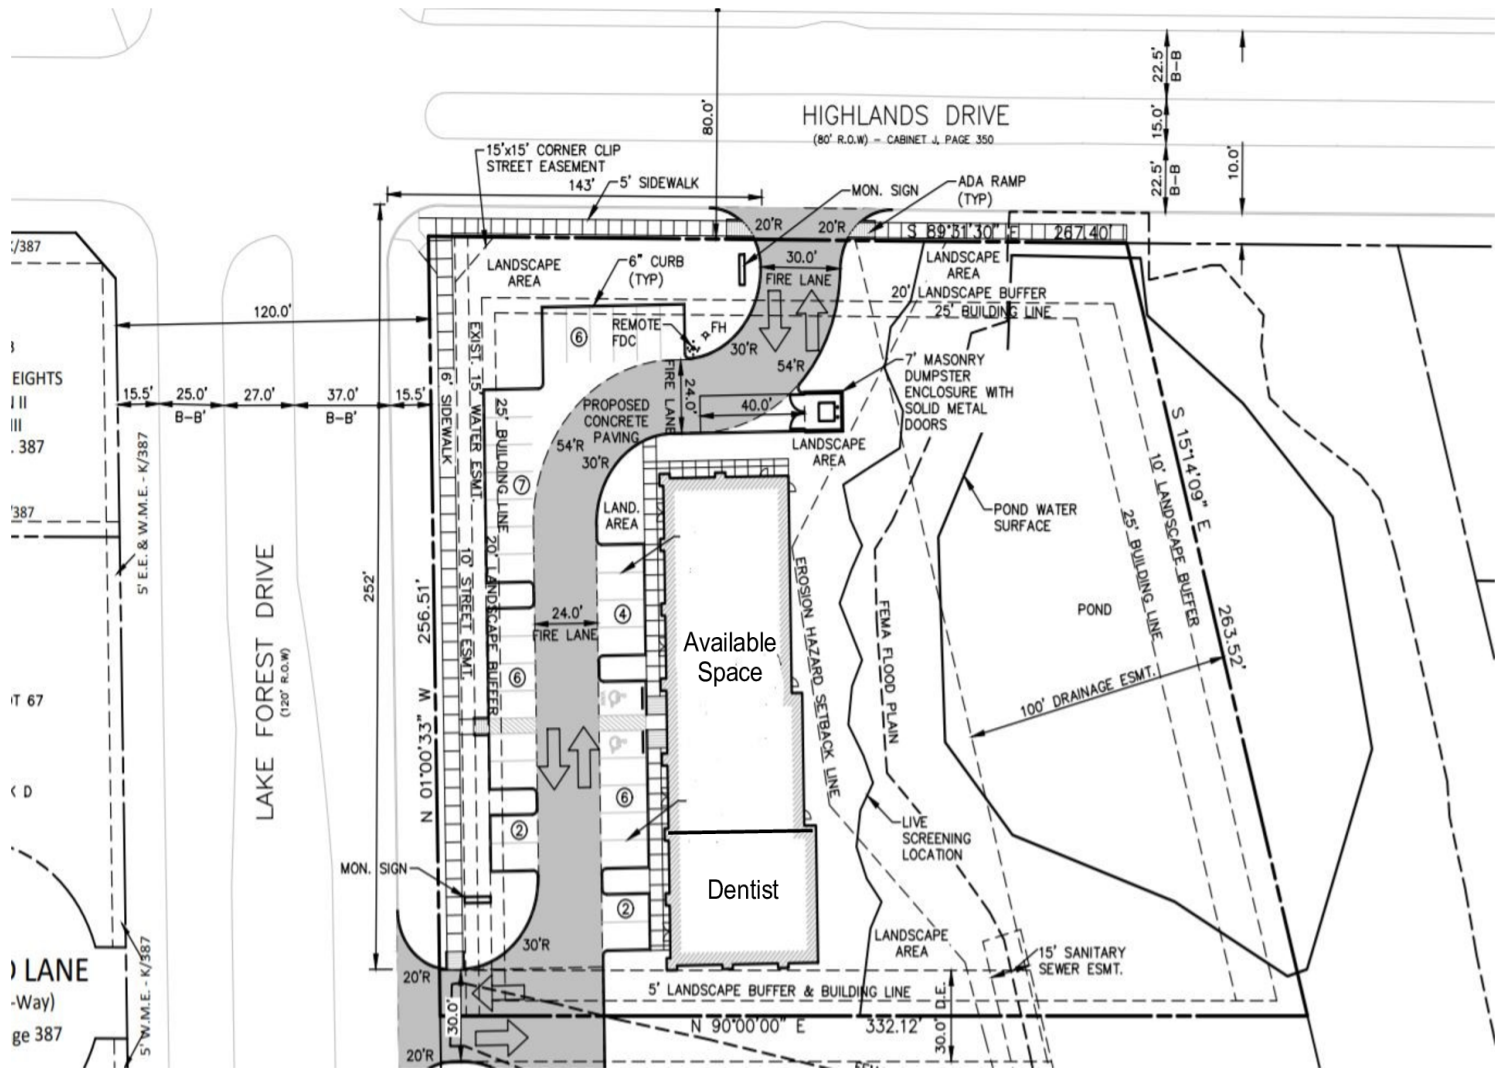 HIGHLANDS DRIVE
(80' R.O.W) - CABINET J, PAGE 350
80.0'
22.5'
B-B
15.0'
22.5'
B-B
10.0'
15'x15' CORNER CLIP
STREET EASEMENT
143'
5' SIDEWALK
MON. SIGN
ADA RAMP
(TYP)
20'R
20'R
S 89°31'30" E 267.40'
K/387
LANDSCAPE
AREA
6" CURB
(TYP)
30.0'
FIRE LANE
LANDSCAPE
AREA
20' LANDSCAPE BUFFER
25' BUILDING LINE
120.0'
6
REMOTE
FDC
FH
30'R
54'R
FIRE LANE
24.0'
40.0'
7' MASONRY
DUMPSTER
ENCLOSURE WITH
SOLID METAL
DOORS
EIGHTS
II
III
387
15.5'
25.0'
B-B'
27.0'
37.0'
B-B'
15.5'
6' SIDEWALK
EXIST. 15' WATER ESMT.
25' BUILDING LINE
PROPOSED
CONCRETE
PAVING
54'R
30'R
LANDSCAPE
AREA
5' E.E. & W.M.E. - K/387
/387
7
LAND.
AREA
POND WATER
SURFACE
S 15°14'09" E
263.52'
10' LANDSCAPE BUFFER
25' BUILDING LINE
252'
10' STREET ESMT.
20' LANDSCAPE BUFFER
N 01°00'33" W 256.51'
24.0'
FIRE LANE
4
LAKE FOREST DRIVE
(120' R.O.W)
Available
Space
EROSION HAZARD SETBACK LINE
FEMA FLOOD PLAIN
POND
100' DRAINAGE ESMT.
OT 67
6
K D
6
2
LIVE
SCREENING
LOCATION
MON. SIGN
Dentist
2
30'R
LANDSCAPE
AREA
15' SANITARY
SEWER ESMT.
LANE
-Way)
ge 387
5' W.M.E. - K/387
20'R
30.0'
20'R
5' LANDSCAPE BUFFER & BUILDING LINE
N 90°00'00" E 332.12'
30.0' D.E.